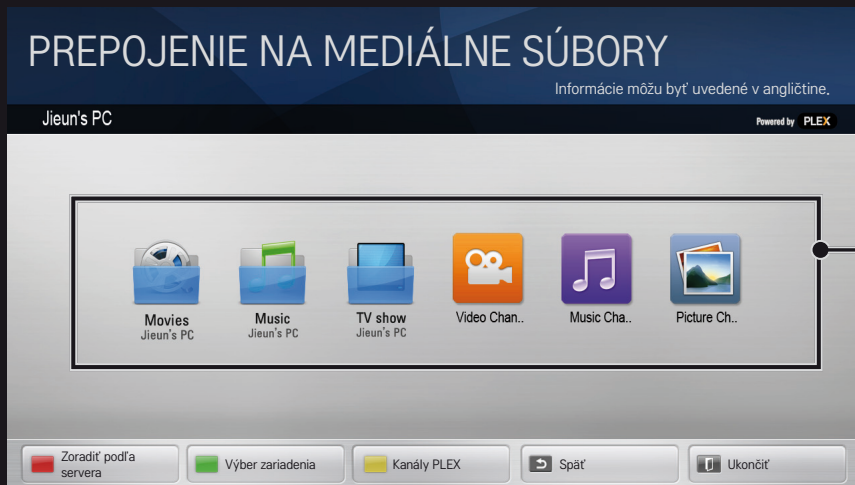 PREPOJENIE NA MEDIÁLNE SÚBORY
Informácie môžu byť uvedené v angličtine.
Jieun's PC
Powered by PLEX
Movies
Jieun's PC
Music
Jieun's PC
TV show
Jieun's PC
Video Chan..
Music Cha..
Picture Ch..
Zoradiť podľa
servera
Výber zariadenia
Kanály PLEX
Späť
Ukončiť